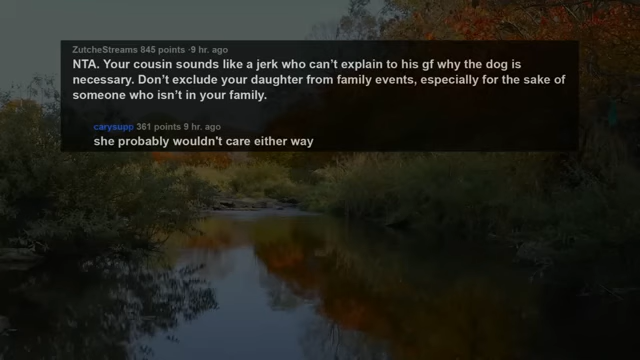 ZutcheStreams 845 points ·9 hr. ago
NTA. Your cousin sounds like a jerk who can't explain to his gf why the dog is
necessary. Don't exclude your daughter from family events, especially for the sake of
someone who isn't in your family.
carysupp 361 points 9 hr. ago
she probably wouldn't care either way